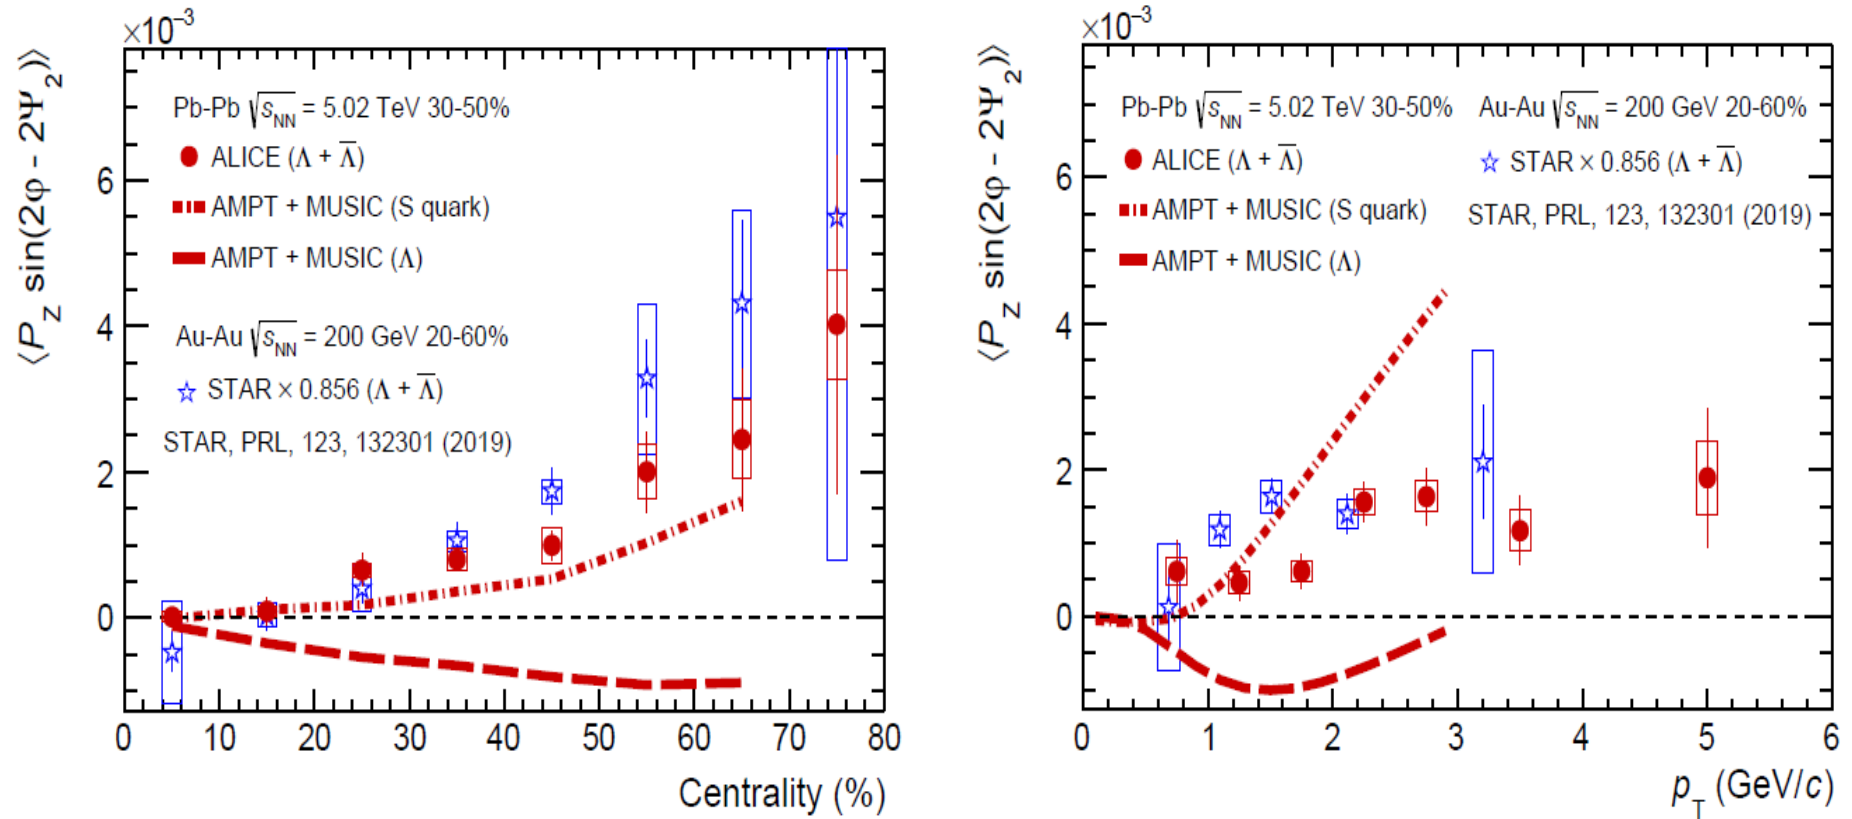 ×10⁻³
⟨P_Z sin(2φ - 2Ψ_2)⟩
Pb-Pb √s_NN = 5.02 TeV 30-50%
ALICE (Λ + Λ̅)
AMPT + MUSIC (S quark)
AMPT + MUSIC (Λ)
Au-Au √s_NN = 200 GeV 20-60%
STAR × 0.856 (Λ + Λ̅)
STAR, PRL, 123, 132301 (2019)
6
4
2
0
0 10 20 30 40 50 60 70 80
Centrality (%)
×10⁻³
⟨P_Z sin(2φ - 2Ψ_2)⟩
Pb-Pb √s_NN = 5.02 TeV 30-50%
ALICE (Λ + Λ̅)
AMPT + MUSIC (S quark)
AMPT + MUSIC (Λ)
Au-Au √s_NN = 200 GeV 20-60%
STAR × 0.856 (Λ + Λ̅)
STAR, PRL, 123, 132301 (2019)
6
4
2
0
0 1 2 3 4 5 6
p_T (GeV/c)